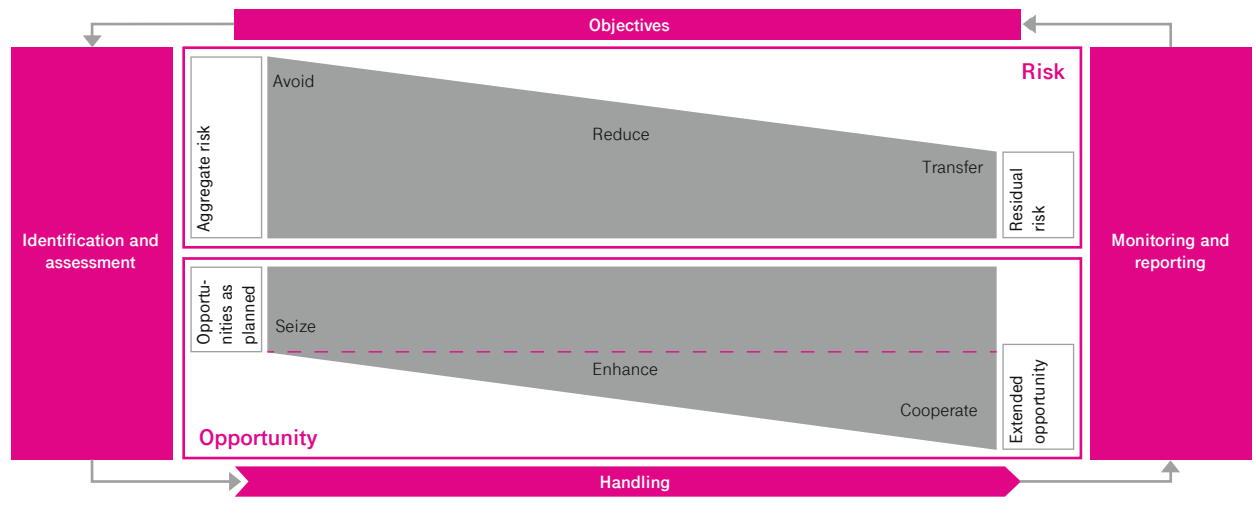 Objectives
Identification and
assessment
Risk
Aggregate risk
Avoid
Reduce
Transfer
Residual
risk
Opportu-
nities as
planned
Seize
Enhance
Cooperate
Extended
opportunity
Opportunity
Monitoring and
reporting
Handling